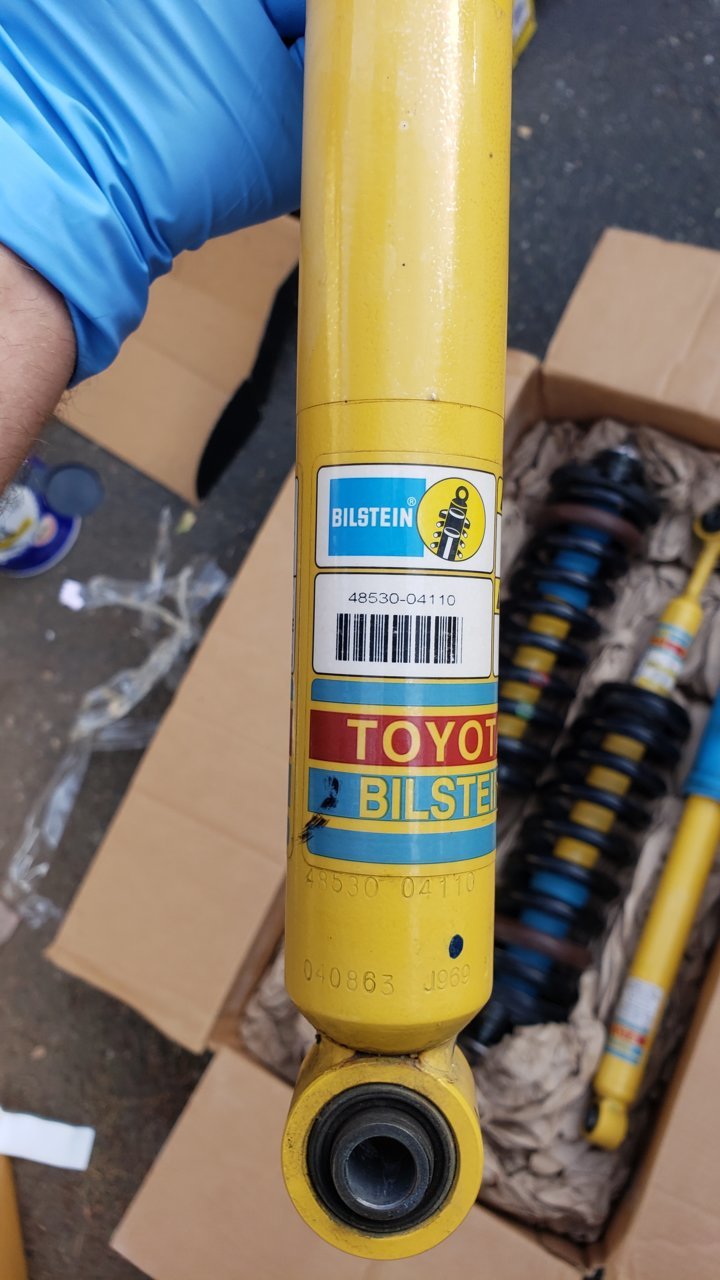 BILSTEIN®
48530-04110
TOYOT
BILSTEI
48530 04110
040863 J969